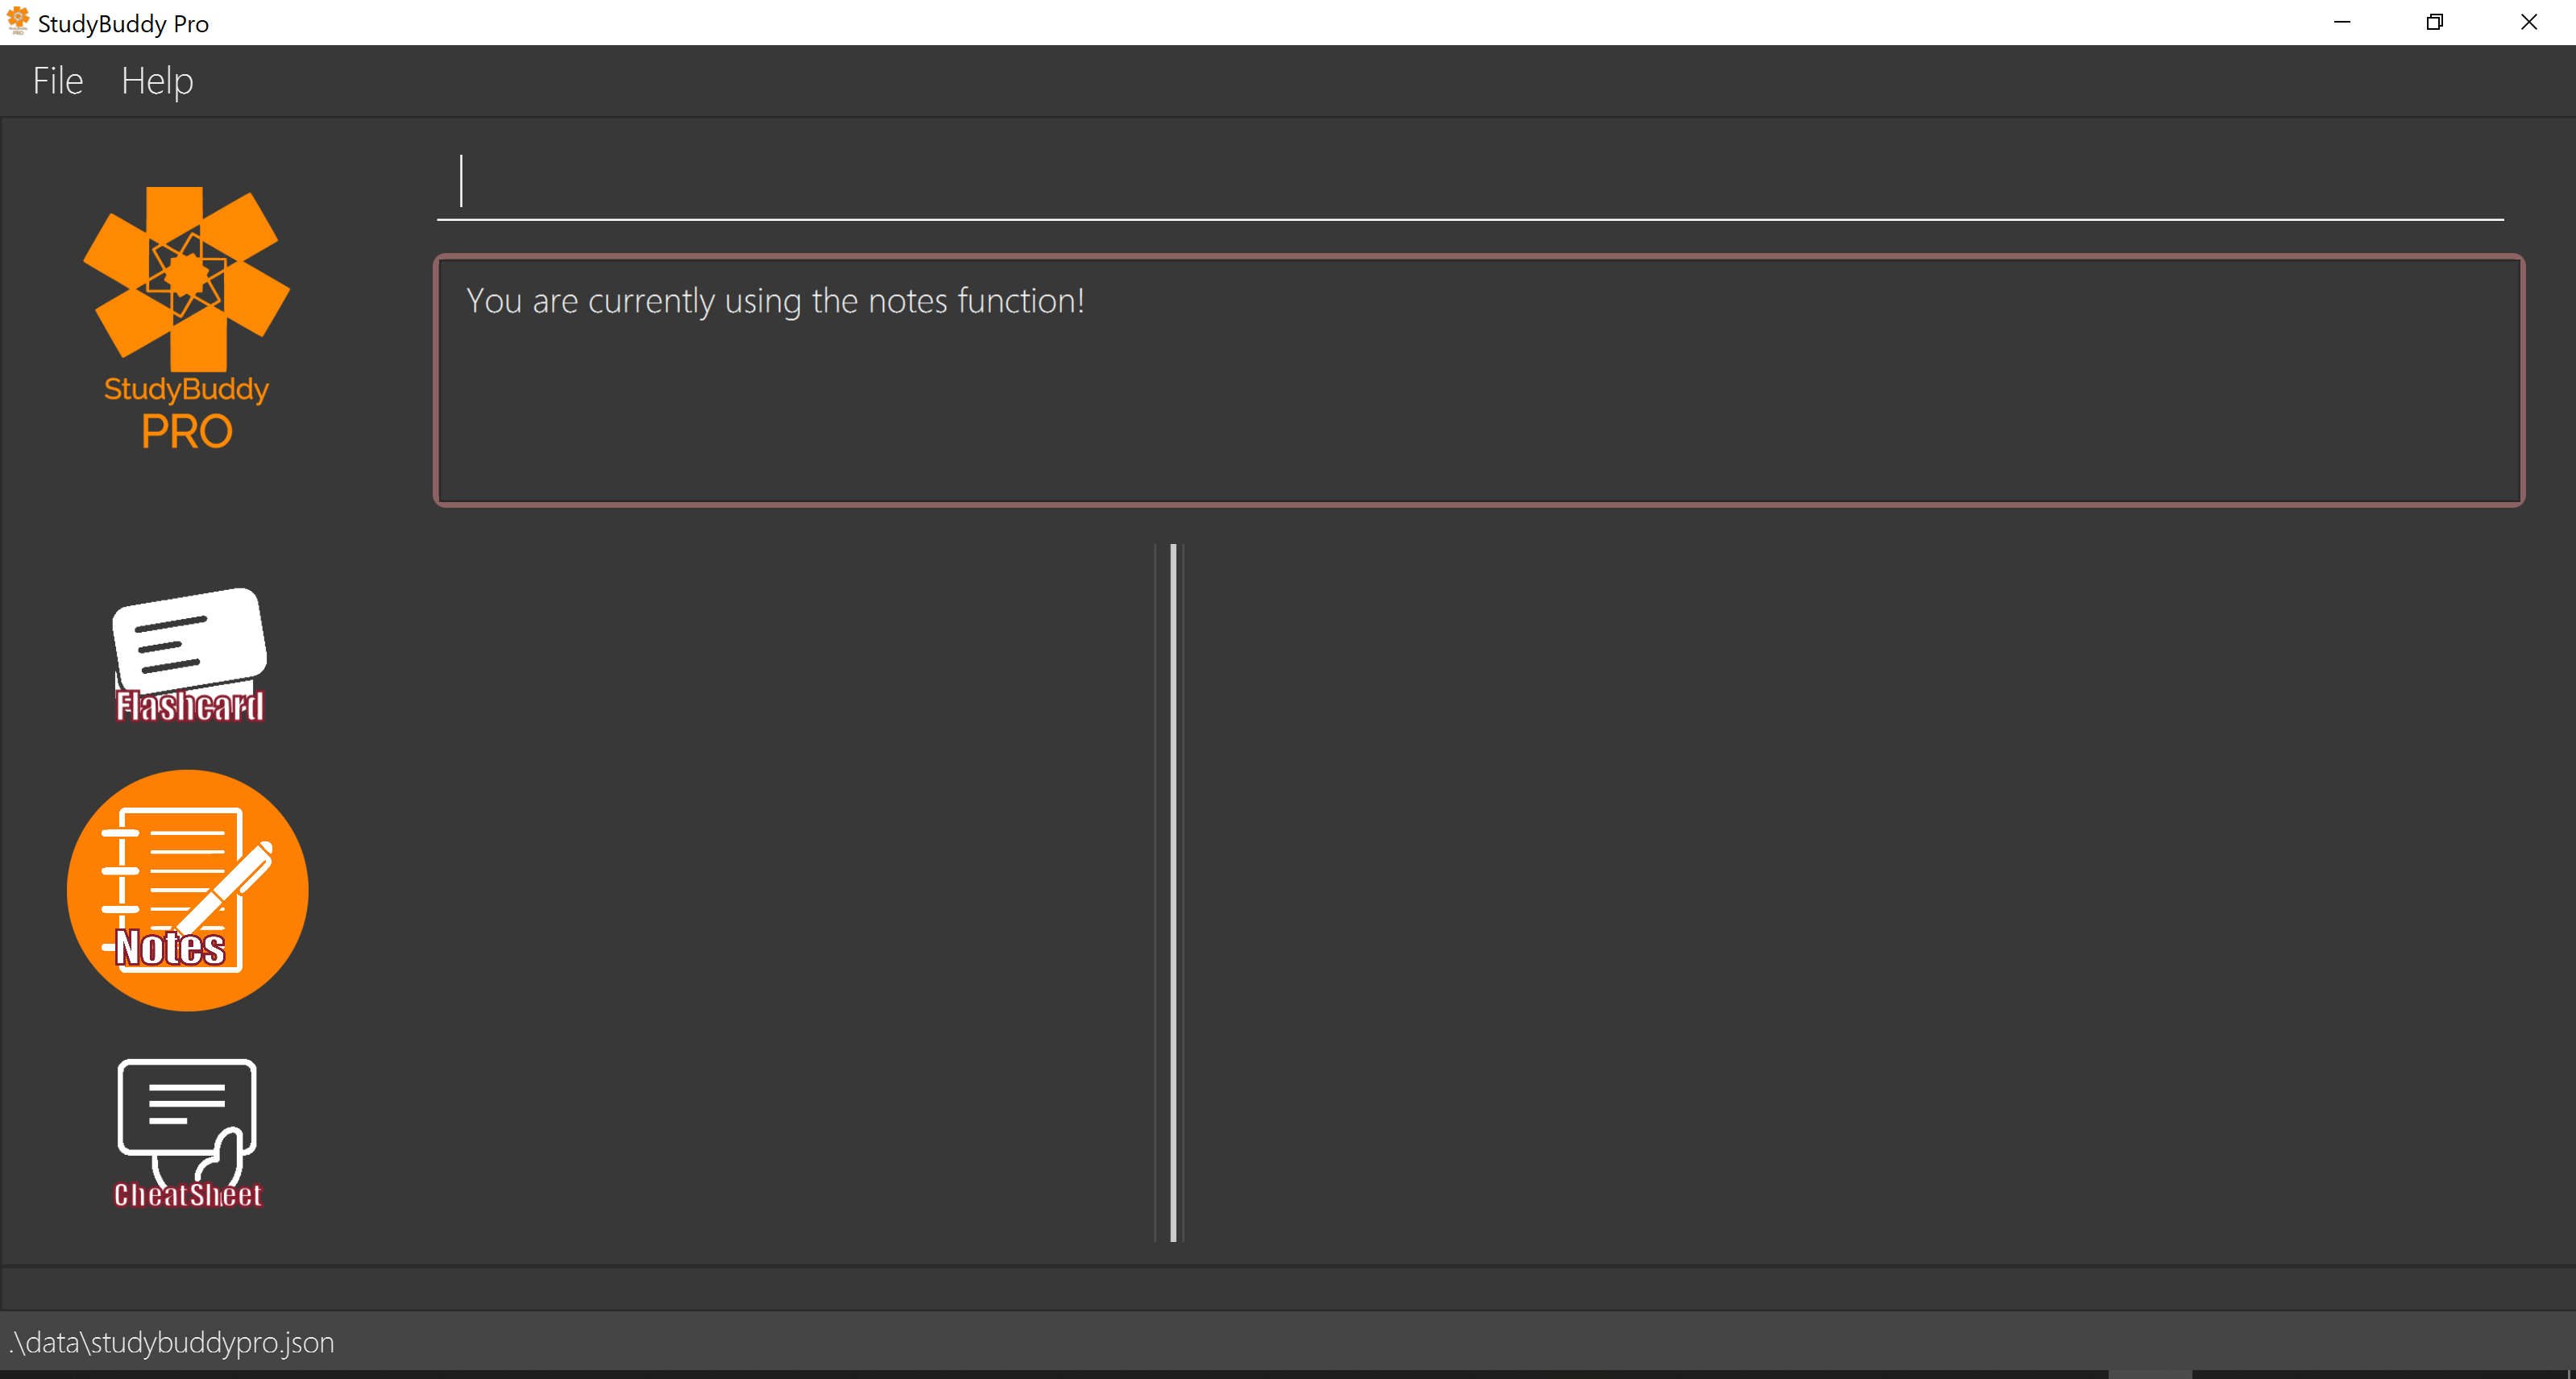 StudyBuddy Pro
File Help
StudyBuddy
PRO
You are currently using the notes function!
Flashcard
Notes
CheatSheet
.\data\studybuddypro.json